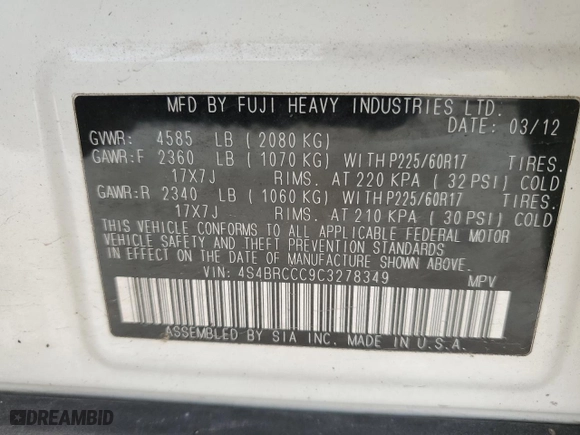 MFD BY FUJI HEAVY INDUSTRIES LTD.
DATE: 03/12
GVWR: 4585 LB ( 2080 KG)
GAWR:F 2360 LB ( 1070 KG) WITH P225/60R17 TIRES.
17X7J RIMS. AT 220 KPA ( 32 PSI) COLD
GAWR:R 2340 LB ( 1060 KG) WITH P225/60R17 TIRES.
17X7J RIMS. AT 210 KPA ( 30 PSI) COLD
THIS VEHICLE CONFORMS TO ALL APPLICABLE FEDERAL MOTOR
VEHICLE SAFETY AND THEFT PREVENTION STANDARDS
IN EFFECT ON THE DATE OF MANUFACTURE SHOWN ABOVE.
VIN: 4S4BRCCC9C3278349 MPV
ASSEMBLED BY SIA INC. MADE IN U.S.A.
DREAMBID